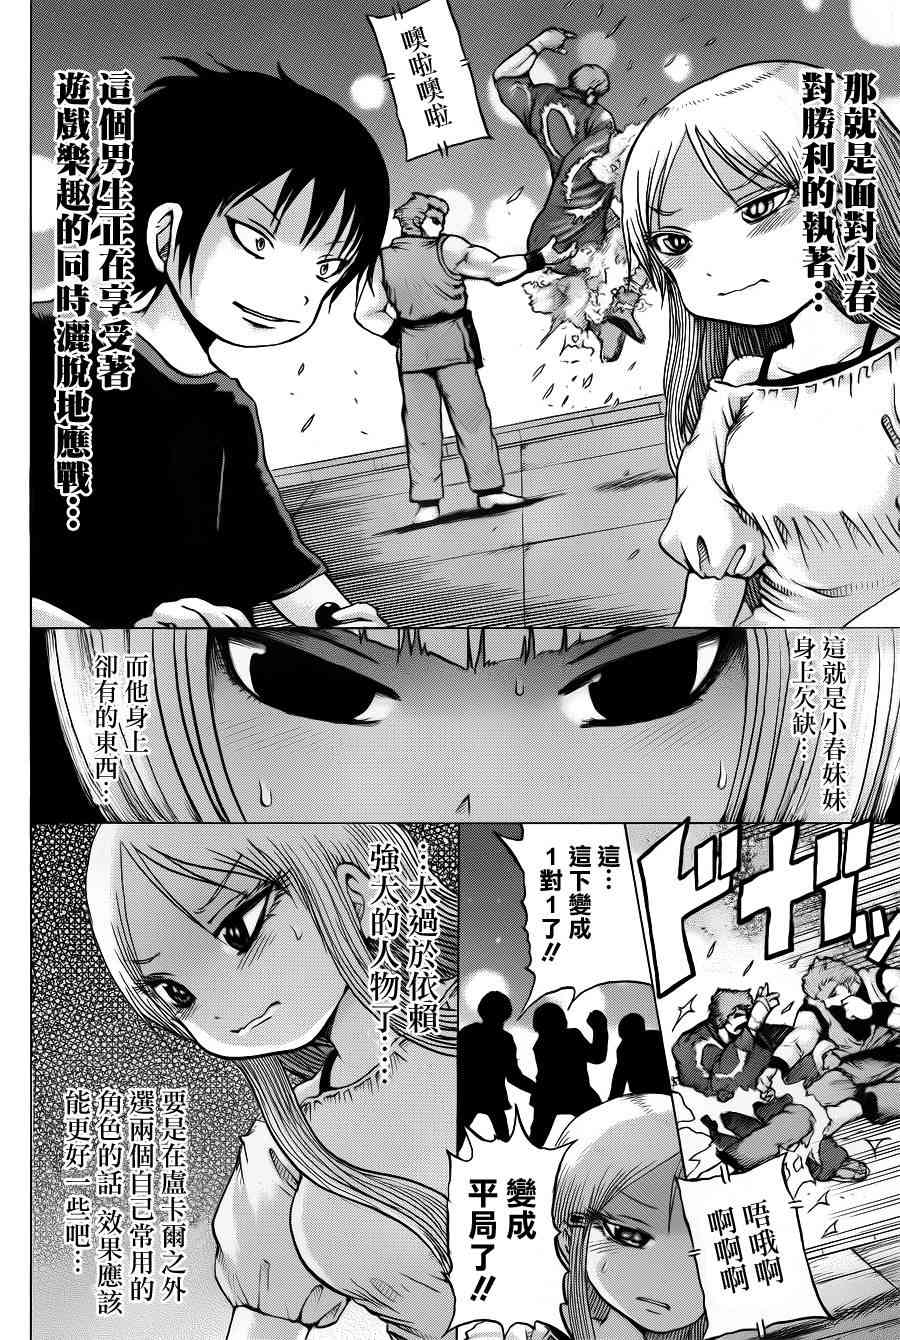 那就是面對小春
對勝利的執著…
噢啦噢啦
這個男生正在享受著
遊戲樂趣的同時灑脫地應戰…
這就是小春妹妹
身上欠缺…
而他身上
卻有的東西…
ドガガ
唔哦啊
啊啊啊
這…
這下變成
1對1了!!
變成
平局了!!
…太過於依賴
強大的人物了……
要是在盧卡爾之外
選兩個自己常用的
角色的話 效果應該
能更好一些吧…